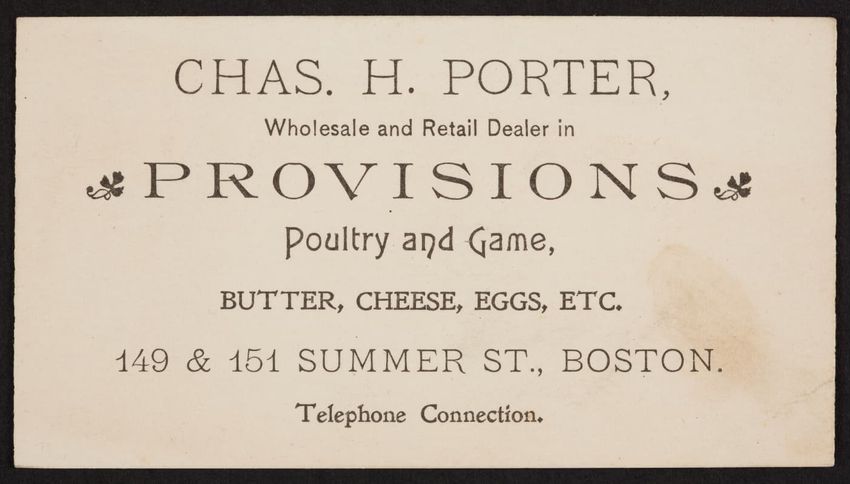 CHAS. H. PORTER,
Wholesale and Retail Dealer in
PROVISIONS
Poultry and Game,
BUTTER, CHEESE, EGGS, ETC.
149 & 151 SUMMER ST., BOSTON.
Telephone Connection.